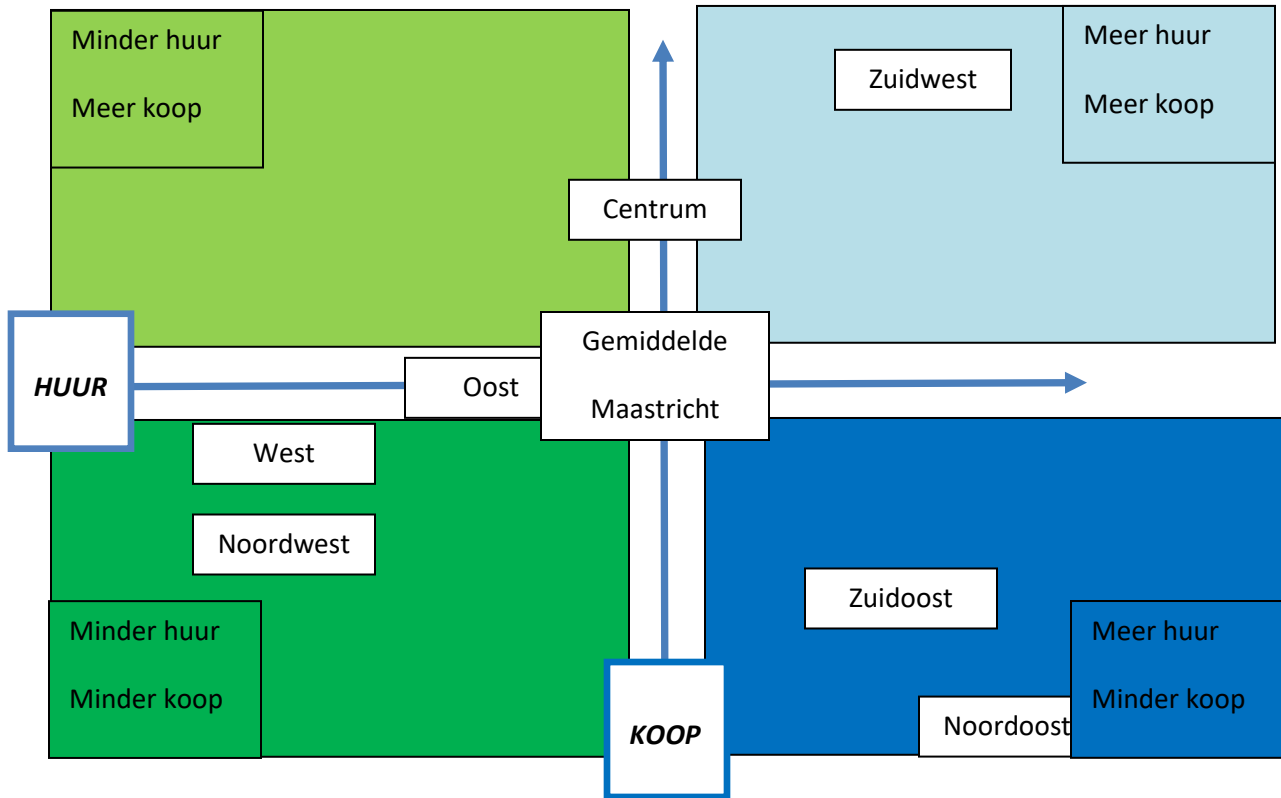 Minder huur
Meer koop
Zuidwest
Meer huur
Meer koop
Centrum
Gemiddelde
Maastricht
HUUR
Oost
West
Noordwest
Zuidoost
Minder huur
Minder koop
Meer huur
Minder koop
Noordoost
KOOP